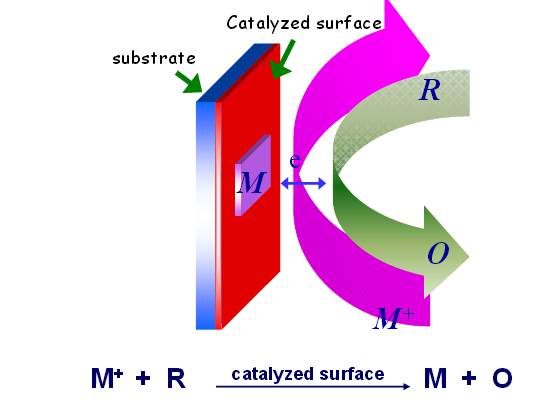 Catalyzed surface
substrate
R
e
M
O
M⁺
M⁺ + R catalyzed surface M + O